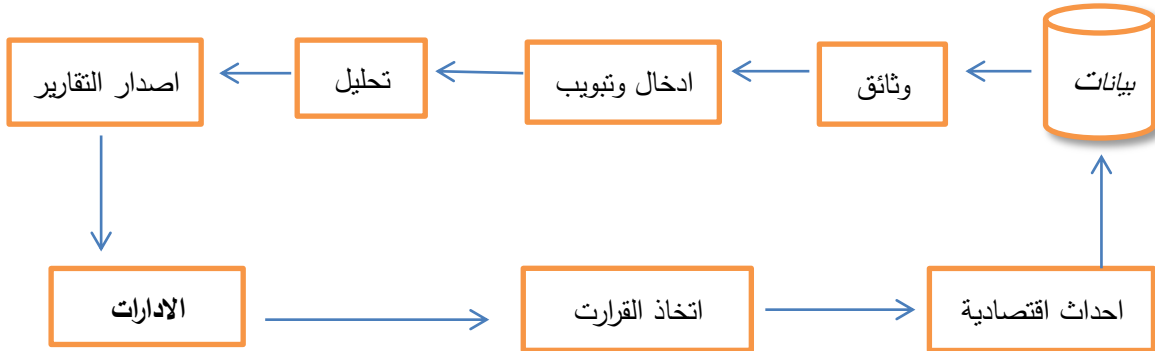 بيانات
وثائق
ادخال وتبويب
تحليل
اصدار التقارير
احداث اقتصادية
اتخاذ القرارت
الادارات